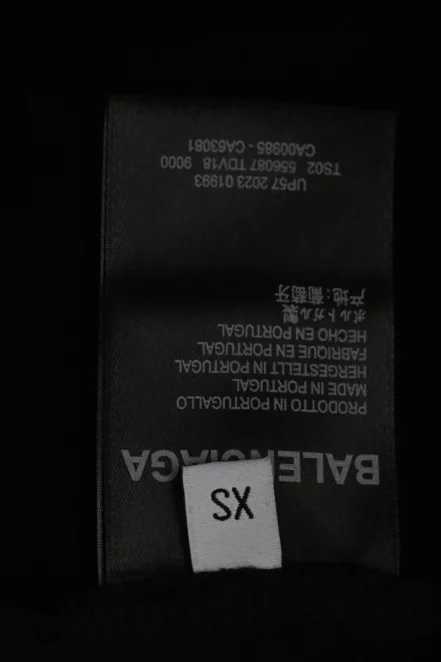 BALENCIAGA
XS
PRODOTTO IN PORTUGALLO
MADE IN PORTUGAL
HERGESTELLT IN PORTUGAL
FABRIQUE EN PORTUGAL
HECHO EN PORTUGAL
ポルトガル製
产地:葡萄牙
UP57 2023 01993
TS02 556087 TDV18 9000
CA00985 - CA63081